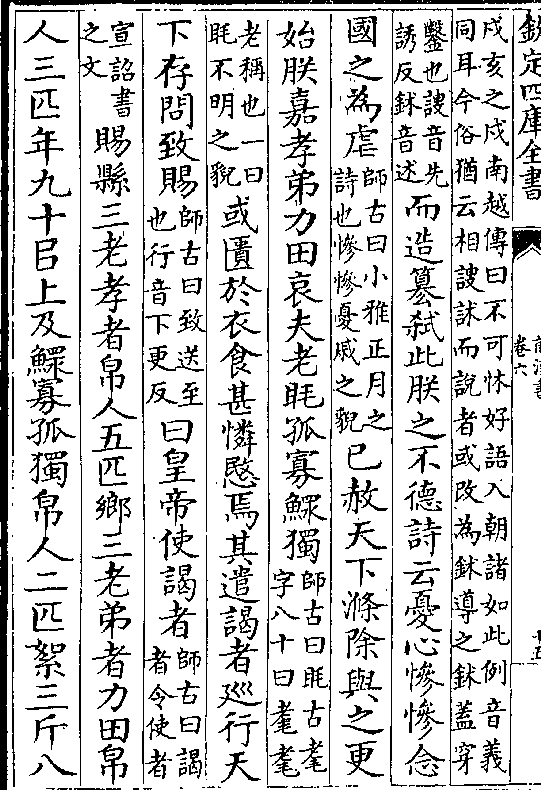 欽定四庫全書
卷六
戍亥之戍南越傳曰不可怵好語入朝諸如此例音義
同耳今俗猶云相謏訹而說者或改為鉥導之鉥蓋穿
鑿也謏音先
誘反鉥音述
而造篡弑此朕之不德詩云憂心慘慘念
國之為虐
師古曰小雅正月之
詩也慘慘憂戚之貌
已赦天下滌除與之更
始朕嘉孝弟力田哀夫老眊孤寡鰥獨
師古曰眊古耄
字八十曰耄耄
老稱也一曰
眊不明之貌
或匱於衣食甚憐愍焉其遣謁者廵行天
下存問致賜
師古曰致送至
也行音下更反
曰皇帝使謁者
師古曰謁
者令使者
宣詔書
之文
賜縣三老孝者帛人五匹鄉三老弟者力田帛
人三匹年九十㠯上及鰥寡孤獨帛人二匹絮三斤八